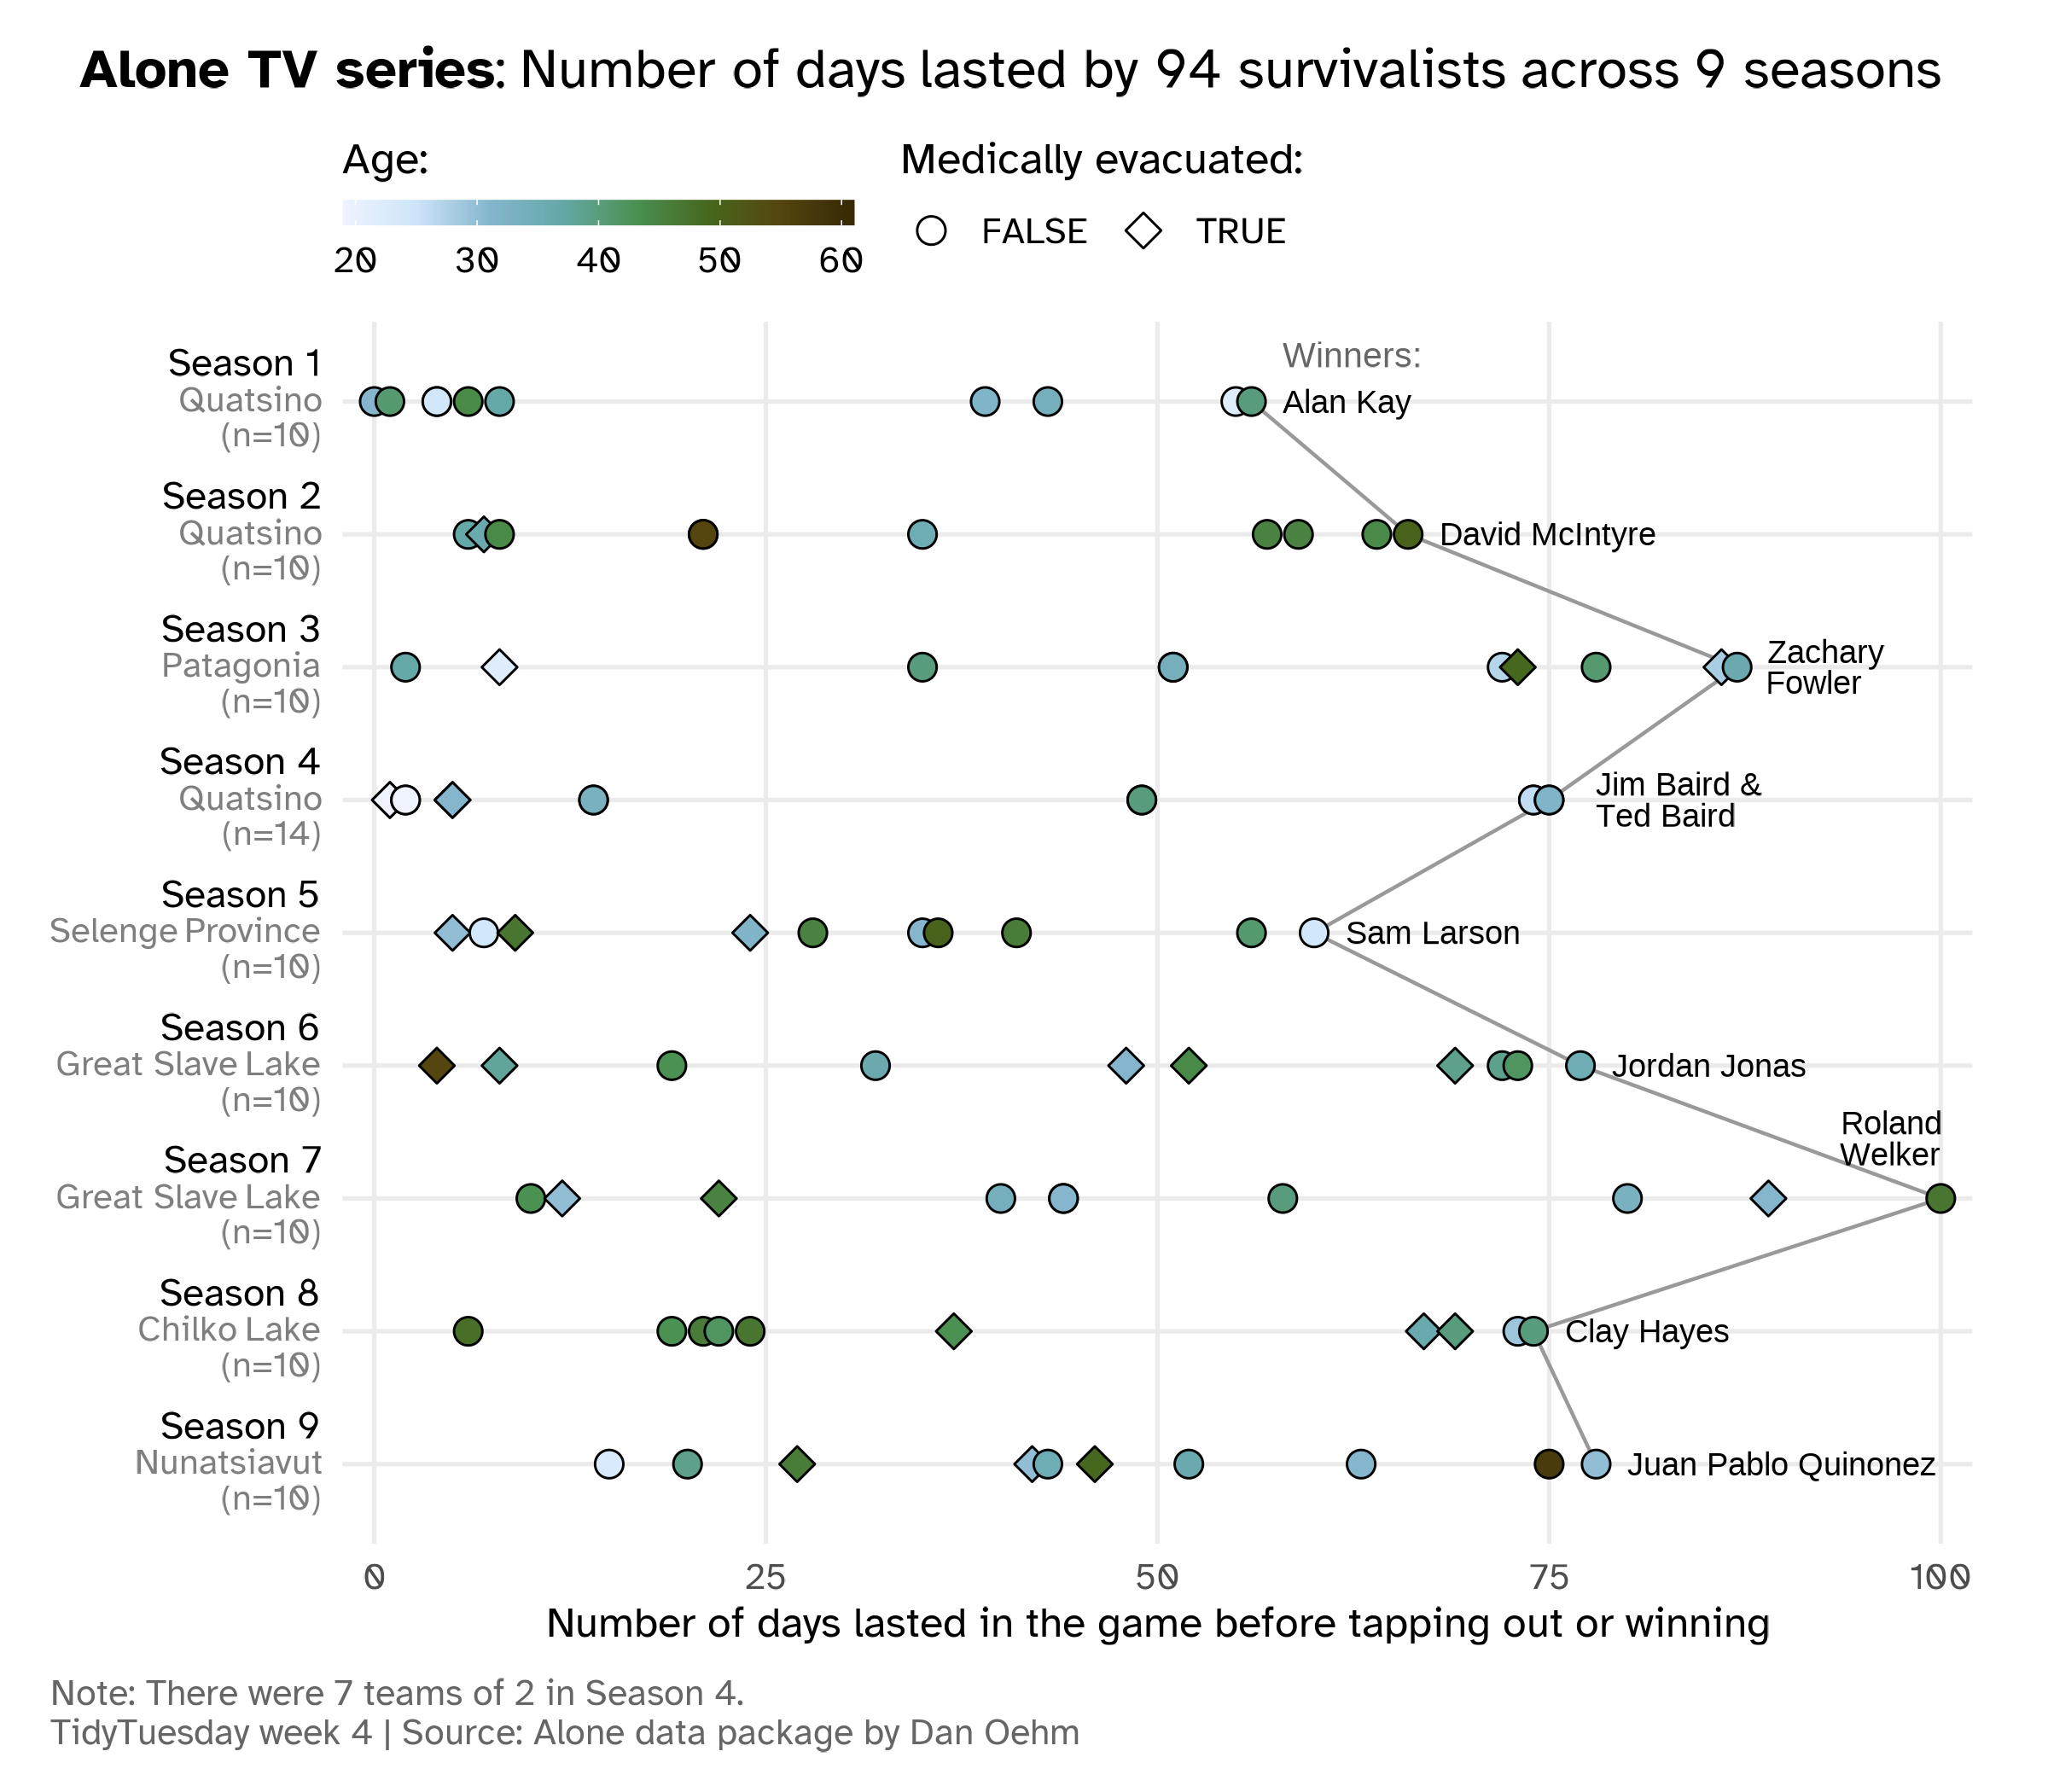 Alone TV series: Number of days lasted by 94 survivalists across 9 seasons
Age:
20 30 40 50 60
Medically evacuated:
FALSE TRUE
Winners:
Season 1
Quatsino
(n=10)
Alan Kay
Season 2
Quatsino
(n=10)
David McIntyre
Season 3
Patagonia
(n=10)
Zachary
Fowler
Season 4
Quatsino
(n=14)
Jim Baird &
Ted Baird
Season 5
Selenge Province
(n=10)
Sam Larson
Season 6
Great Slave Lake
(n=10)
Jordan Jonas
Season 7
Great Slave Lake
(n=10)
Roland
Welker
Season 8
Chilko Lake
(n=10)
Clay Hayes
Season 9
Nunatsiavut
(n=10)
Juan Pablo Quinonez
0 25 50 75 100
Number of days lasted in the game before tapping out or winning
Note: There were 7 teams of 2 in Season 4.
TidyTuesday week 4 | Source: Alone data package by Dan Oehm